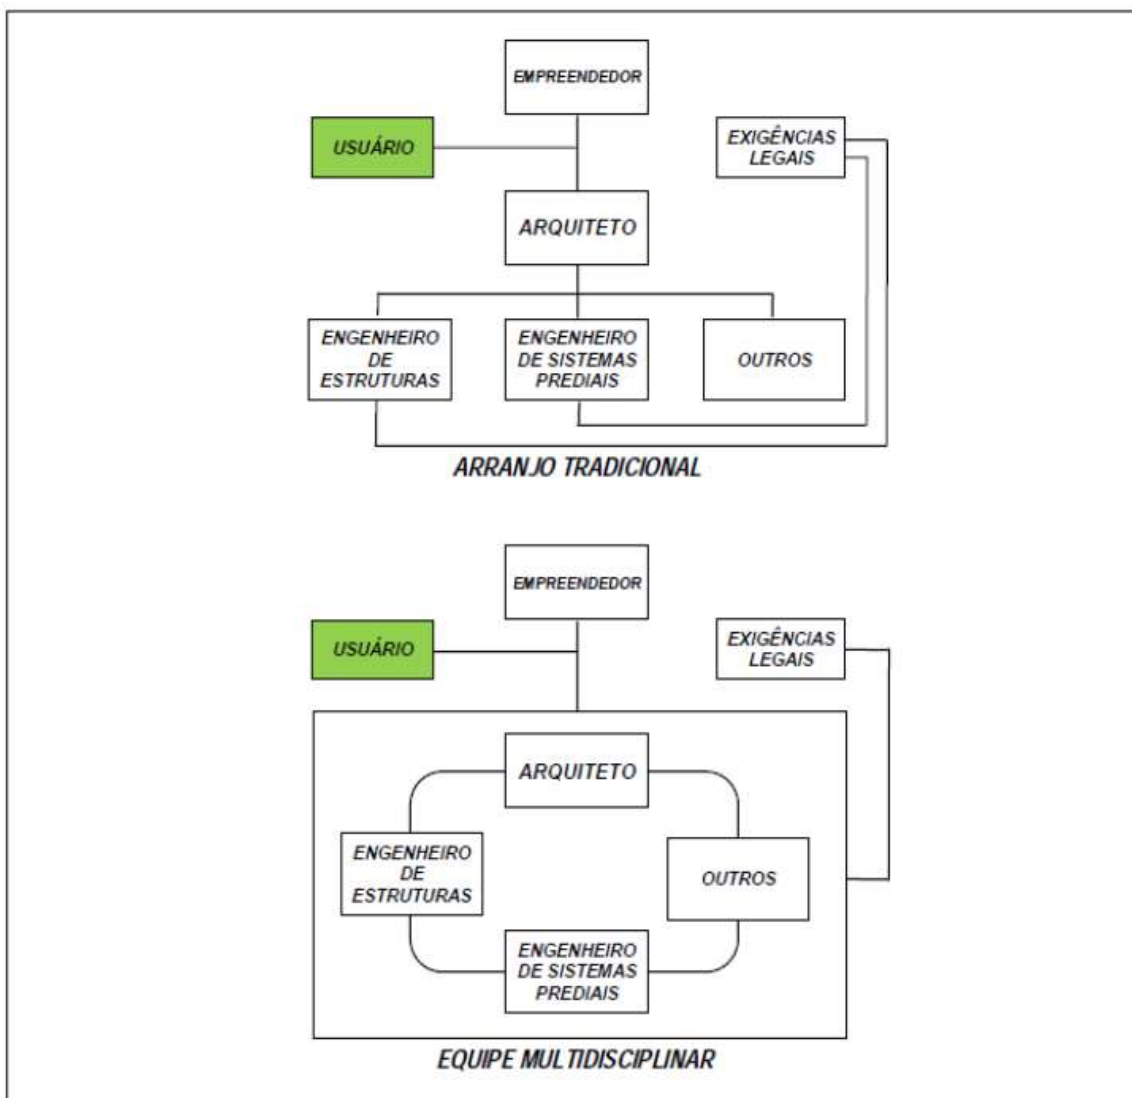 EMPREENDEDOR
USUÁRIO
EXIGÊNCIAS
LEGAIS
ARQUITETO
ENGENHEIRO
DE
ESTRUTURAS
ENGENHEIRO
DE SISTEMAS
PREDIAIS
OUTROS
ARRANJO TRADICIONAL
EMPREENDEDOR
USUÁRIO
EXIGÊNCIAS
LEGAIS
ARQUITETO
ENGENHEIRO
DE
ESTRUTURAS
OUTROS
ENGENHEIRO
DE SISTEMAS
PREDIAIS
EQUIPE MULTIDISCIPLINAR